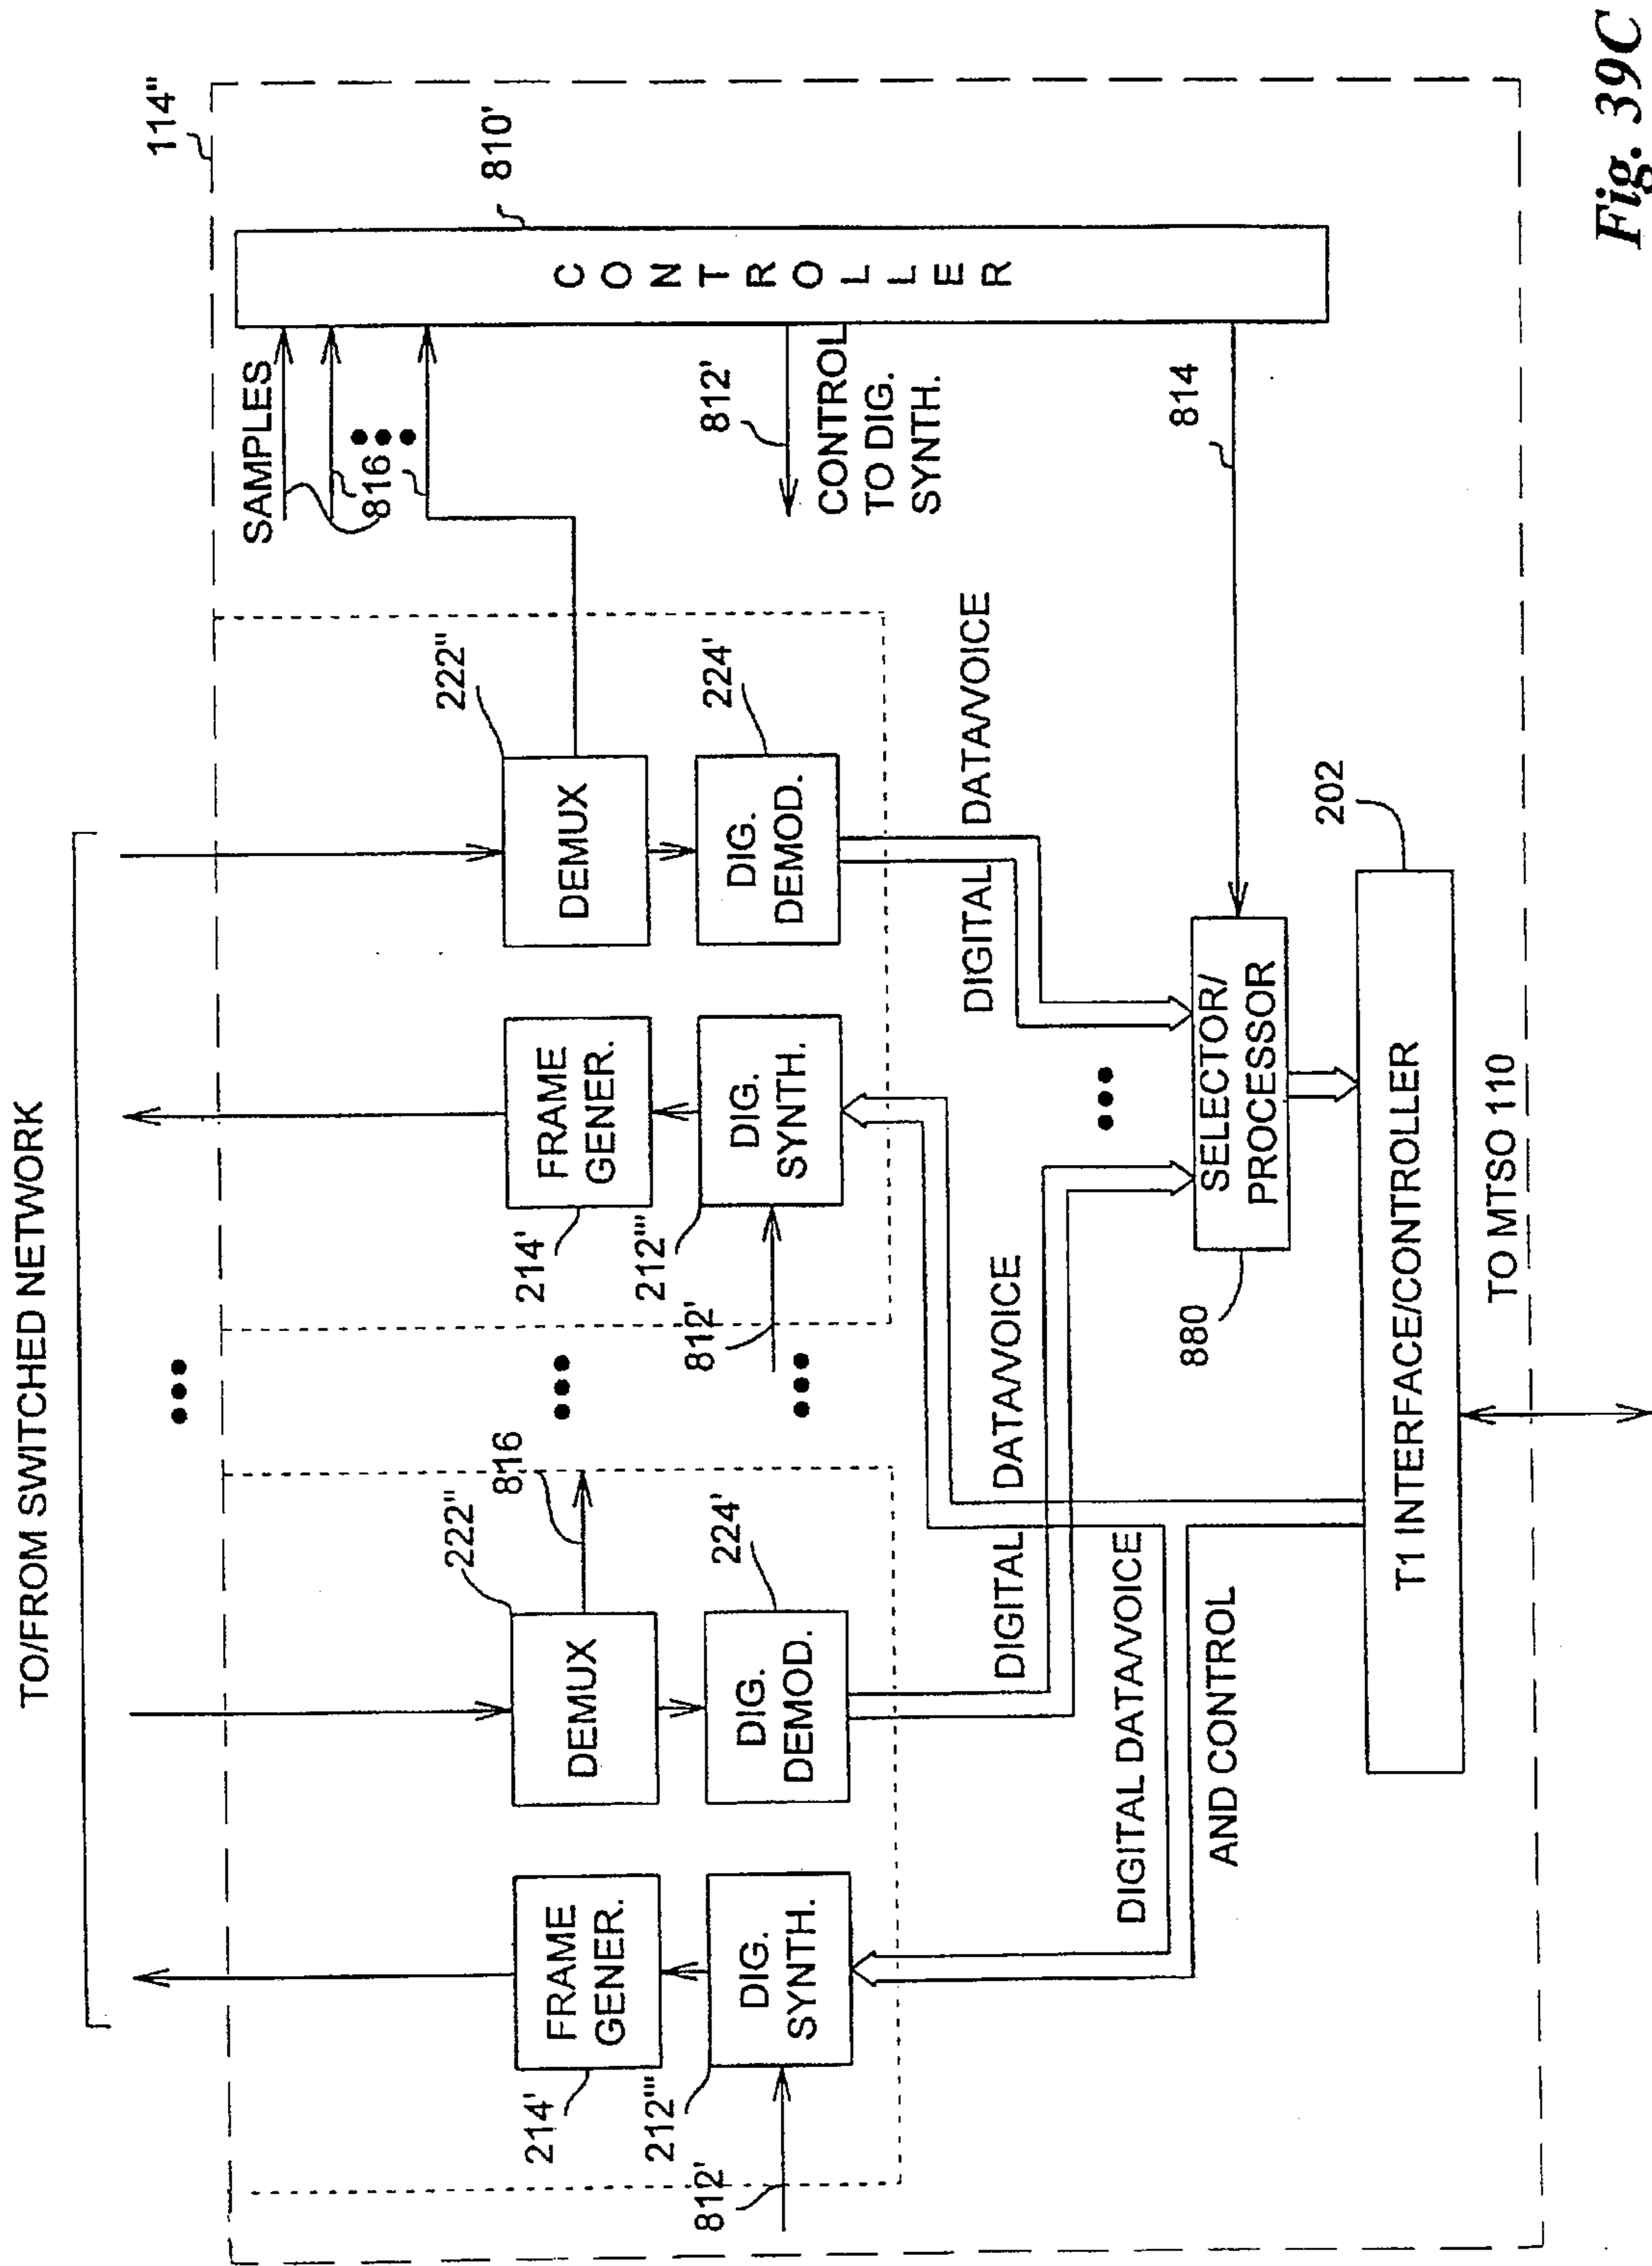 TO/FROM SWITCHED NETWORK
114"
SAMPLES
816
810'
CONTROLLER
812'
CONTROL
TO DIG.
SYNTH.
814
214'
FRAME
GENER.
212'''
DIG.
SYNTH.
812'
222"
DEMUX
816
224'
DIG.
DEMOD.
214'
FRAME
GENER.
212'''
DIG.
SYNTH.
812'
222"
DEMUX
224'
DIG.
DEMOD.
DIGITAL DATA/VOICE
DIGITAL DATA/VOICE
DIGITAL DATA/VOICE
AND CONTROL
SELECTOR/
PROCESSOR
880
202
T1 INTERFACE/CONTROLLER
TO MTSO 110
Fig. 39C